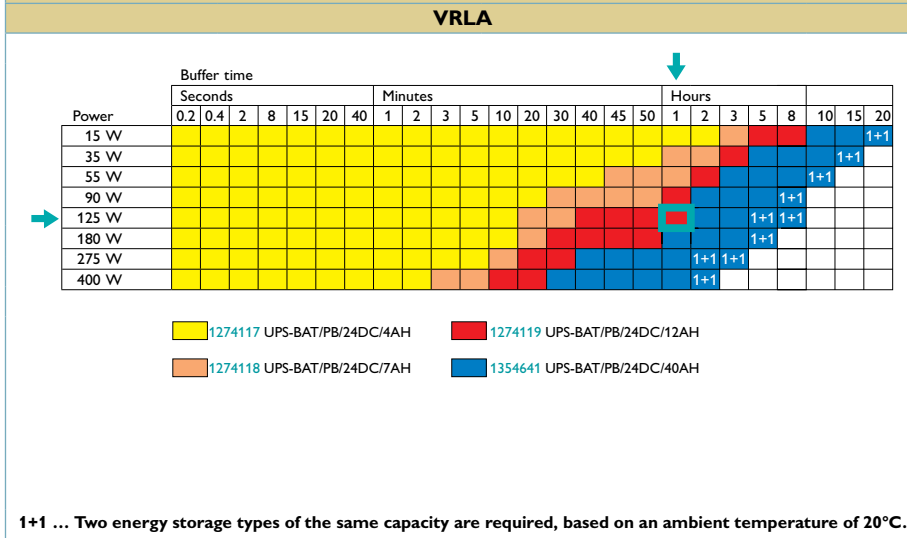 VRLA
Buffer time
Seconds Minutes Hours
Power 0.2 0.4 2 8 15 20 40 1 2 3 5 10 20 30 40 45 50 1 2 3 5 8 10 15 20
15 W 1+1
35 W 1+1
55 W 1+1
90 W 1+1
125 W 1+1 1+1
180 W 1+1
275 W 1+1 1+1
400 W 1+1
1274117 UPS-BAT/PB/24DC/4AH 1274119 UPS-BAT/PB/24DC/12AH
1274118 UPS-BAT/PB/24DC/7AH 1354641 UPS-BAT/PB/24DC/40AH
1+1 ... Two energy storage types of the same capacity are required, based on an ambient temperature of 20°C.